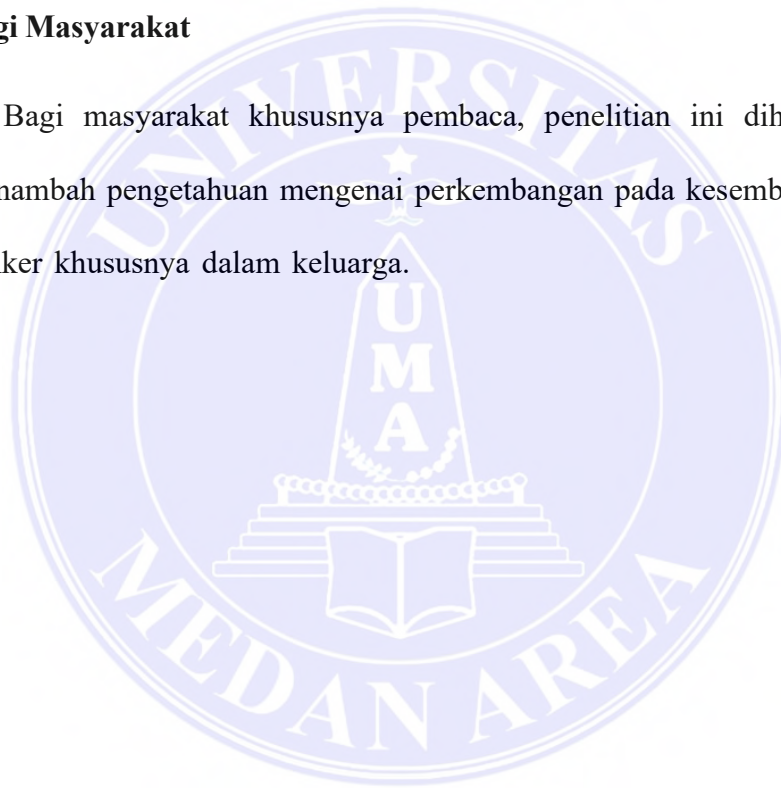 gi Masyarakat
Bagi masyarakat khususnya pembaca, penelitian ini dih
nambah pengetahuan mengenai perkembangan pada kesemb
ker khususnya dalam keluarga.
UNIVERSITAS
U
M
A
MEDAN AREA